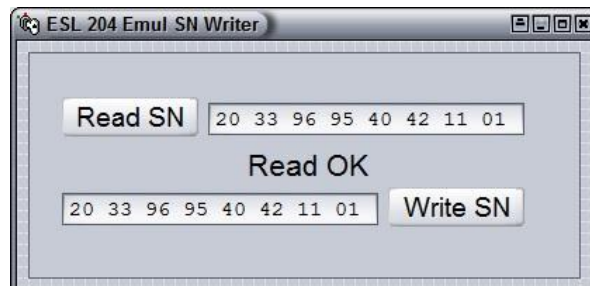 ESL 204 Emul SN Writer
Read SN 20 33 96 95 40 42 11 01
Read OK
20 33 96 95 40 42 11 01 Write SN